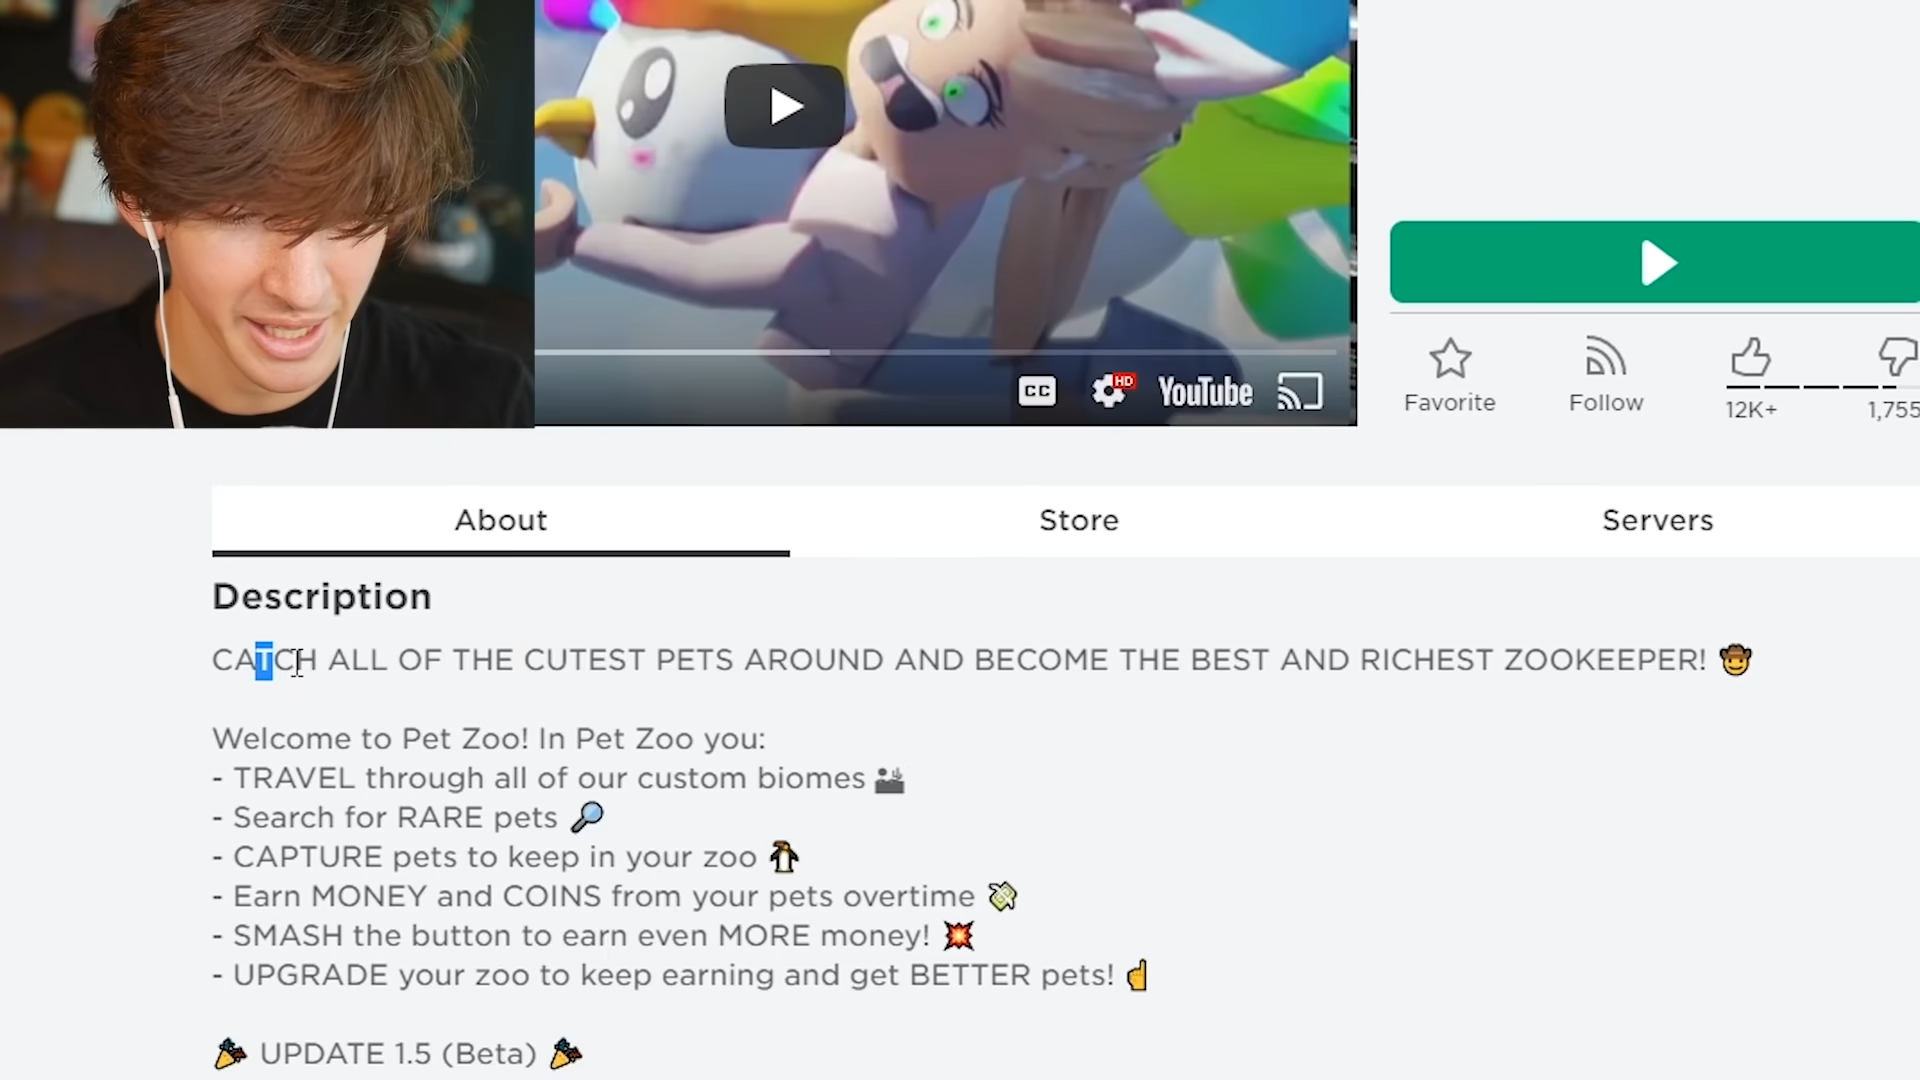 CC
HD
YouTube
Favorite
Follow
12K+
1,755
About
Store
Servers
Description
CATCH ALL OF THE CUTEST PETS AROUND AND BECOME THE BEST AND RICHEST ZOOKEEPER! 🤠
Welcome to Pet Zoo! In Pet Zoo you:
- TRAVEL through all of our custom biomes 🏜
- Search for RARE pets 🔎
- CAPTURE pets to keep in your zoo 🐧
- Earn MONEY and COINS from your pets overtime 💸
- SMASH the button to earn even MORE money! 💥
- UPGRADE your zoo to keep earning and get BETTER pets! ☝
🎉 UPDATE 1.5 (Beta) 🎉